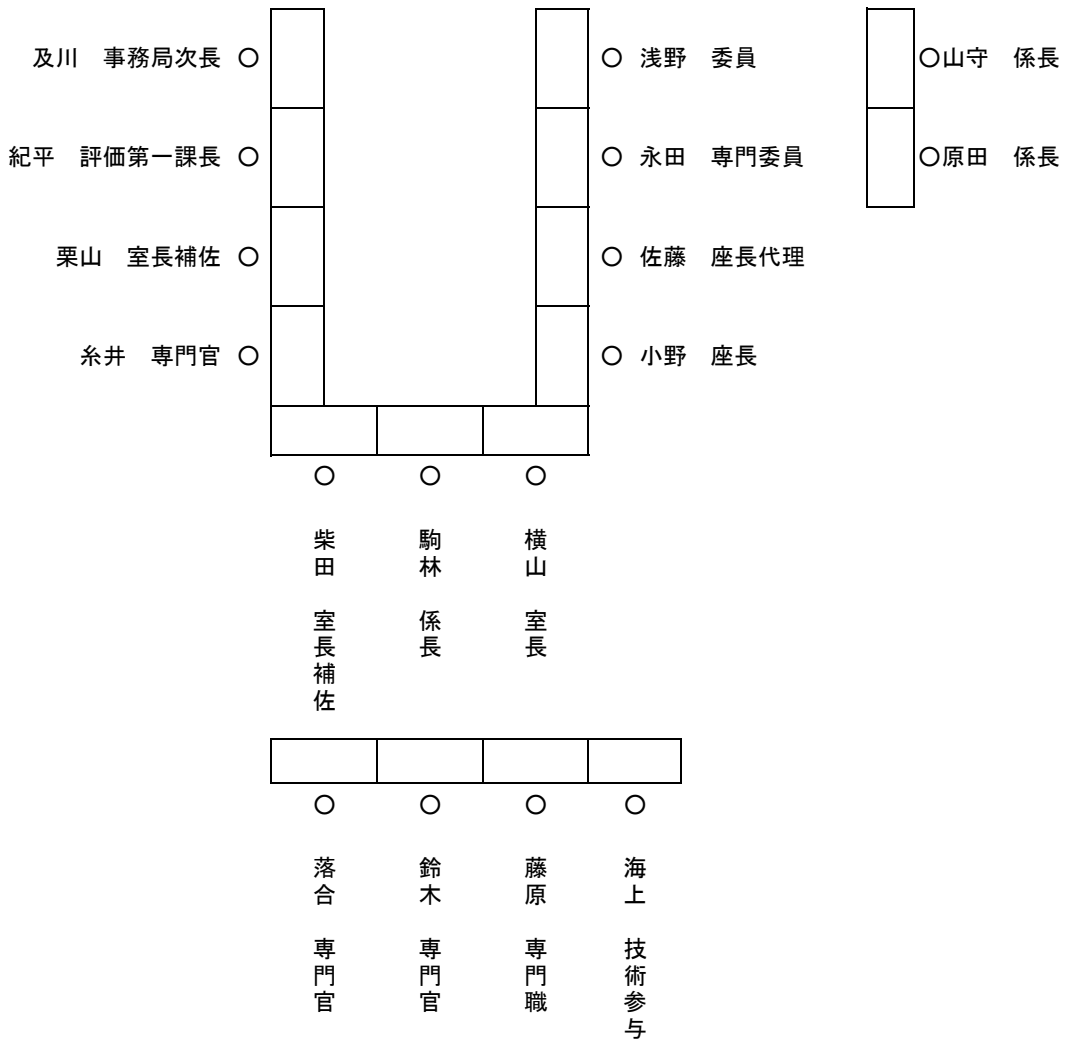 及川　事務局次長 ○
紀平　評価第一課長 ○
栗山　室長補佐 ○
糸井　専門官 ○
○ 浅野　委員
○ 永田　専門委員
○ 佐藤　座長代理
○ 小野　座長
○山守　係長
○原田　係長
○ 柴田　室長補佐
○ 駒林　係長
○ 横山　室長
○ 落合　専門官
○ 鈴木　専門官
○ 藤原　専門職
○ 海上　技術参与